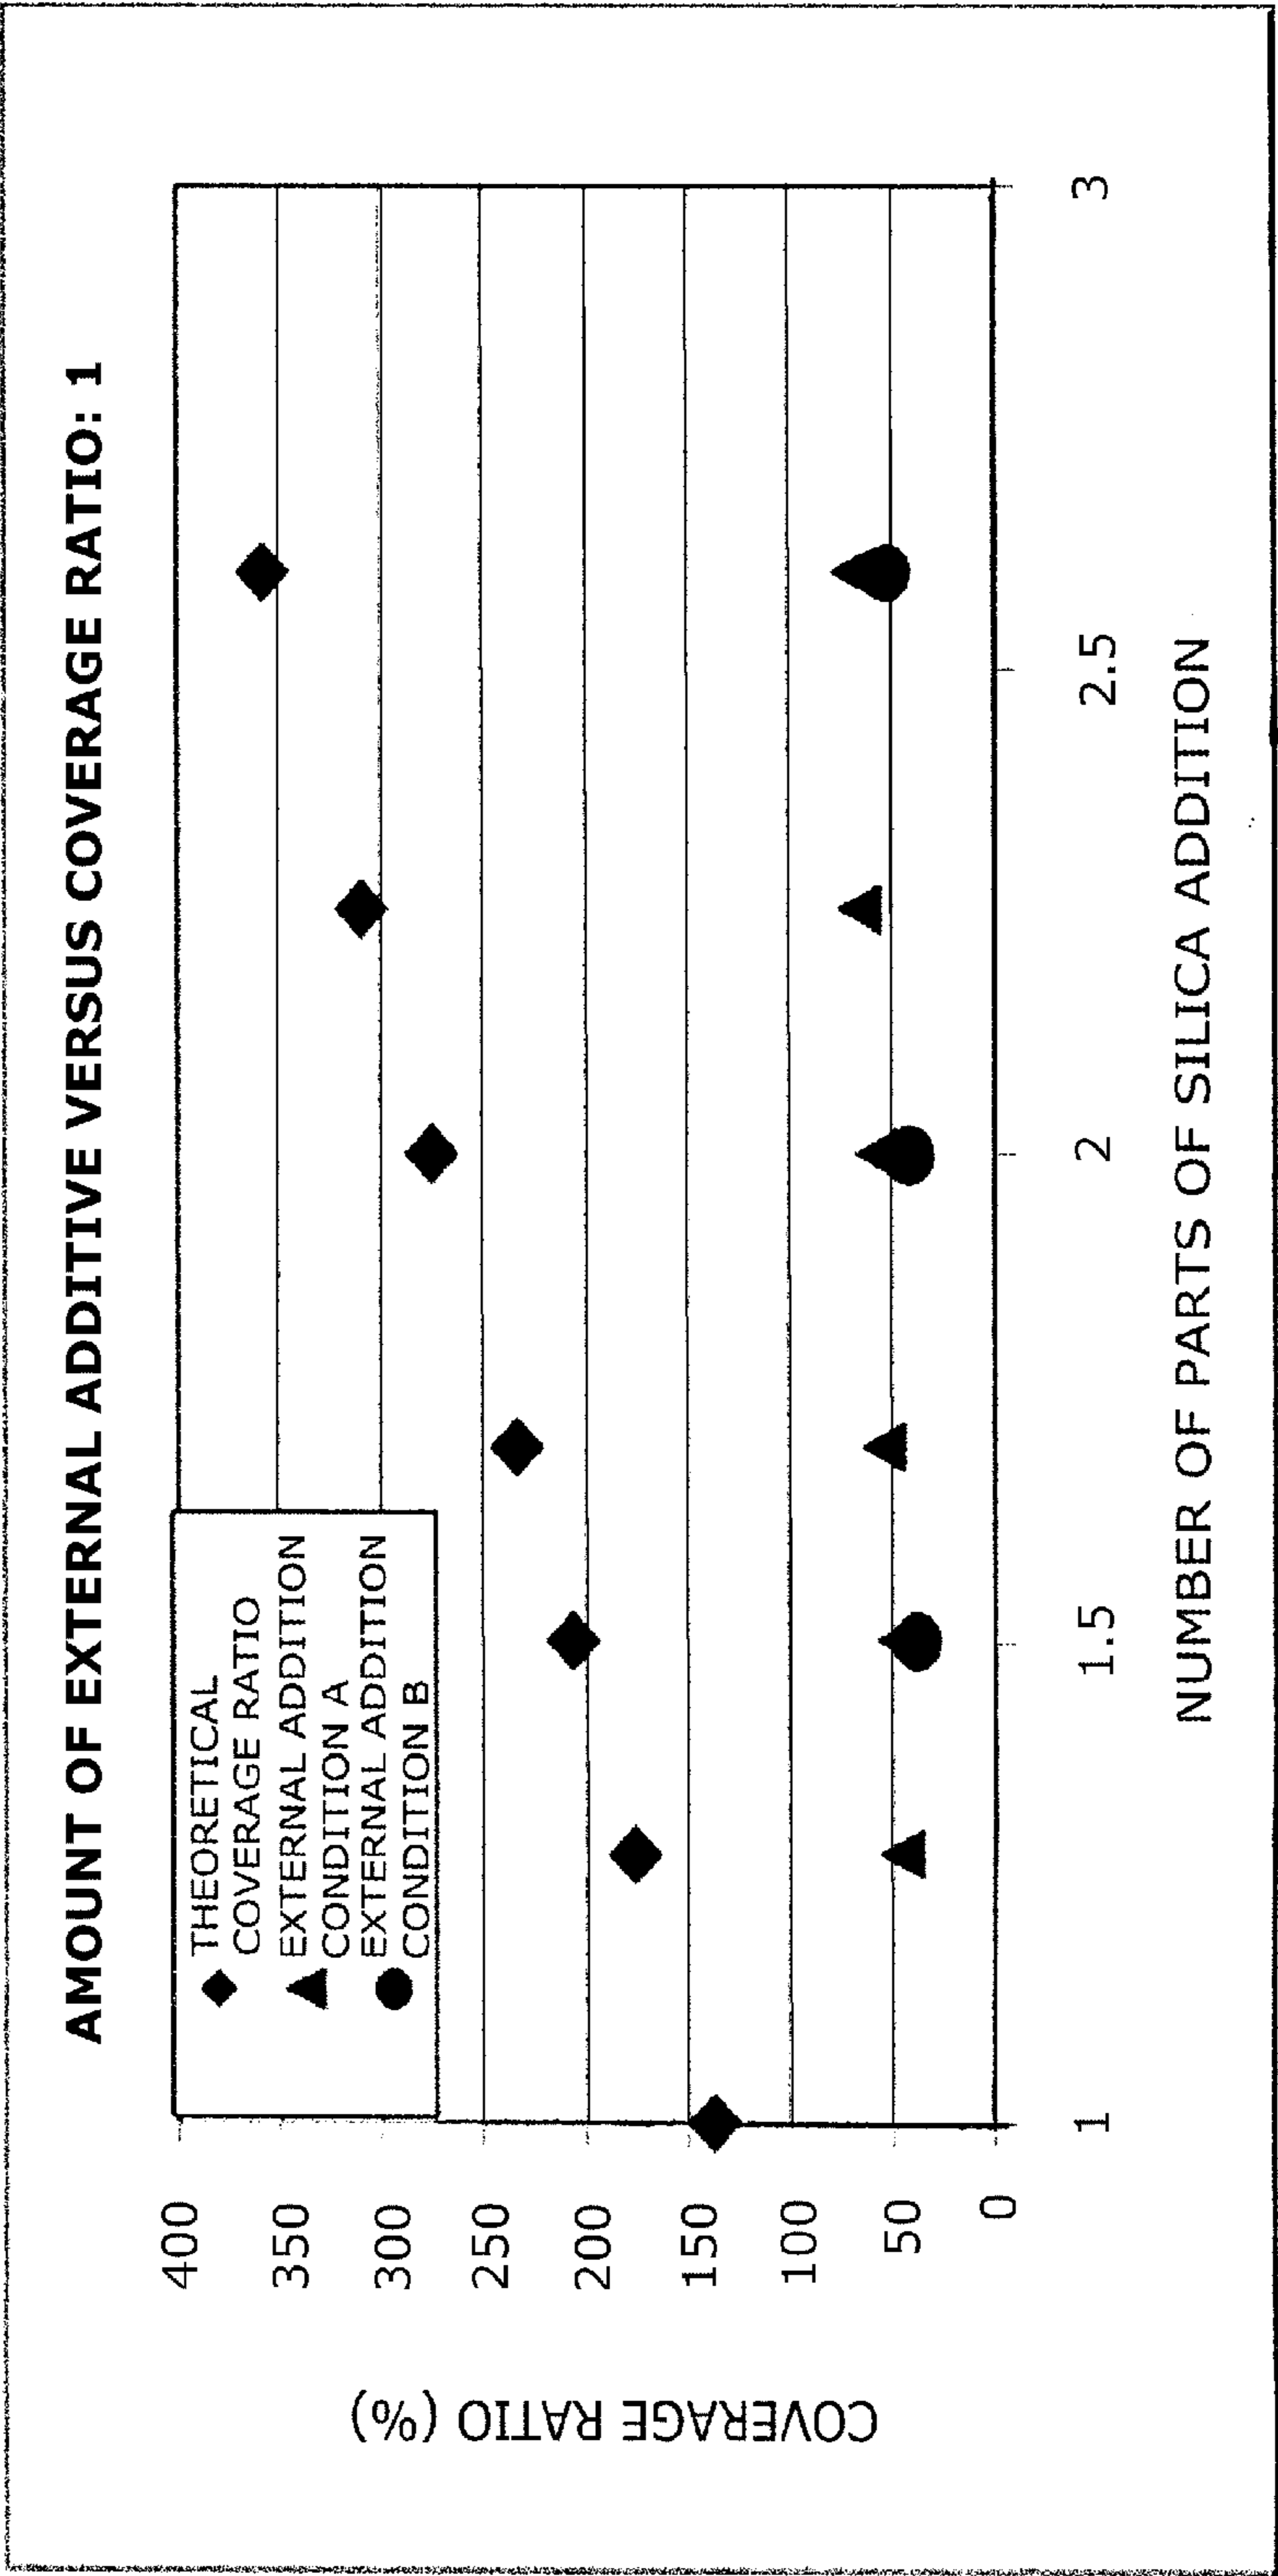 AMOUNT OF EXTERNAL ADDITIVE VERSUS COVERAGE RATIO: 1
COVERAGE RATIO (%)
400
350
300
250
200
150
100
50
0
THEORETICAL
COVERAGE RATIO
EXTERNAL ADDITION
CONDITION A
EXTERNAL ADDITION
CONDITION B
1
1.5
2
2.5
3
NUMBER OF PARTS OF SILICA ADDITION